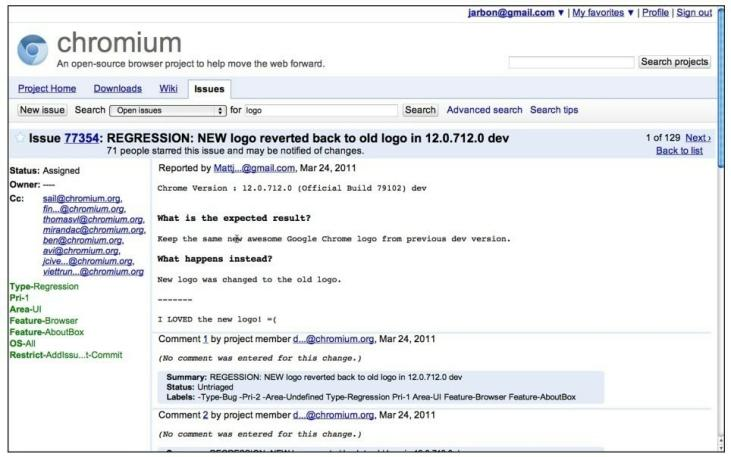 jarbon@gmail.com ▼ | My favorites ▼ | Profile | Sign out
chromium
An open-source browser project to help move the web forward.
Search projects
Project Home Downloads Wiki Issues
New issue Search Open issues for logo Search Advanced search Search tips
Issue 77354: REGRESSION: NEW logo reverted back to old logo in 12.0.712.0 dev
71 people starred this issue and may be notified of changes.
1 of 129 Next ›
Back to list
Status: Assigned
Owner: ----
Cc: sail@chromium.org,
fin...@chromium.org,
thomasvl@chromium.org,
mirandac@chromium.org,
ben@chromium.org,
avi@chromium.org,
jcive...@chromium.org,
viettrun...@chromium.org
Type-Regression
Pri-1
Area-UI
Feature-Browser
Feature-AboutBox
OS-All
Restrict-AddIssu...t-Commit
Reported by Mattj...@gmail.com, Mar 24, 2011
Chrome Version : 12.0.712.0 (Official Build 79102) dev
What is the expected result?
Keep the same new awesome Google Chrome logo from previous dev version.
What happens instead?
New logo was changed to the old logo.
-------
I LOVED the new logo! =(
Comment 1 by project member d...@chromium.org, Mar 24, 2011
(No comment was entered for this change.)
Summary: REGESSION: NEW logo reverted back to old logo in 12.0.712.0 dev
Status: Untriaged
Labels: -Type-Bug -Pri-2 -Area-Undefined Type-Regression Pri-1 Area-UI Feature-Browser Feature-AboutBox
Comment 2 by project member d...@chromium.org, Mar 24, 2011
(No comment was entered for this change.)